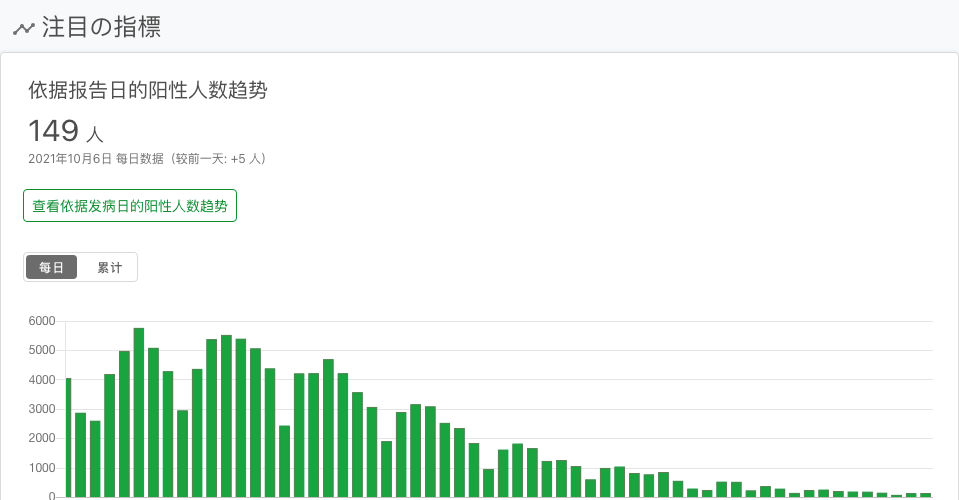 注目の指標
依据报告日的阳性人数趋势
149 人
2021年10月6日 每日数据（较前一天: +5 人）
查看依据发病日的阳性人数趋势
每日 累计
6000
5000
4000
3000
2000
1000
0